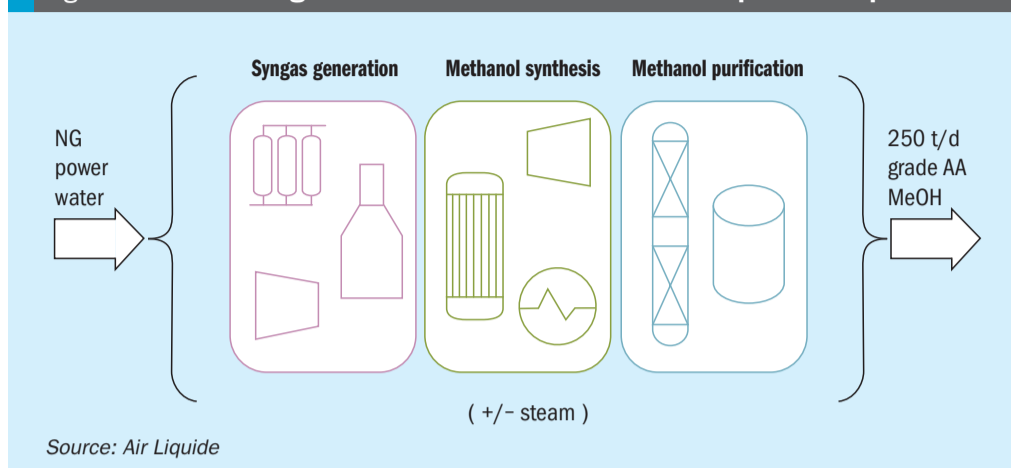 Syngas generation
Methanol synthesis
Methanol purification
NG
power
water
250 t/d
grade AA
MeOH
( +/– steam )
Source: Air Liquide